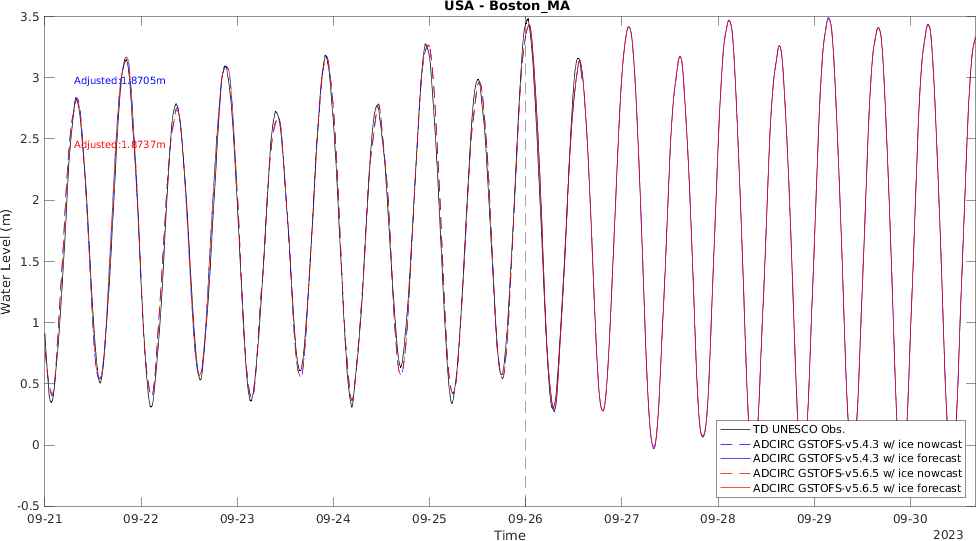 USA - Boston_MA
3.5
3
2.5
2
1.5
1
0.5
0
-0.5
Water Level (m)
Adjusted:1.8705m
Adjusted:1.8737m
TD UNESCO Obs.
ADCIRC GSTOFS-v5.4.3 w/ ice nowcast
ADCIRC GSTOFS-v5.4.3 w/ ice forecast
ADCIRC GSTOFS-v5.6.5 w/ ice nowcast
ADCIRC GSTOFS-v5.6.5 w/ ice forecast
09-21 09-22 09-23 09-24 09-25 09-26 09-27 09-28 09-29 09-30
Time
2023